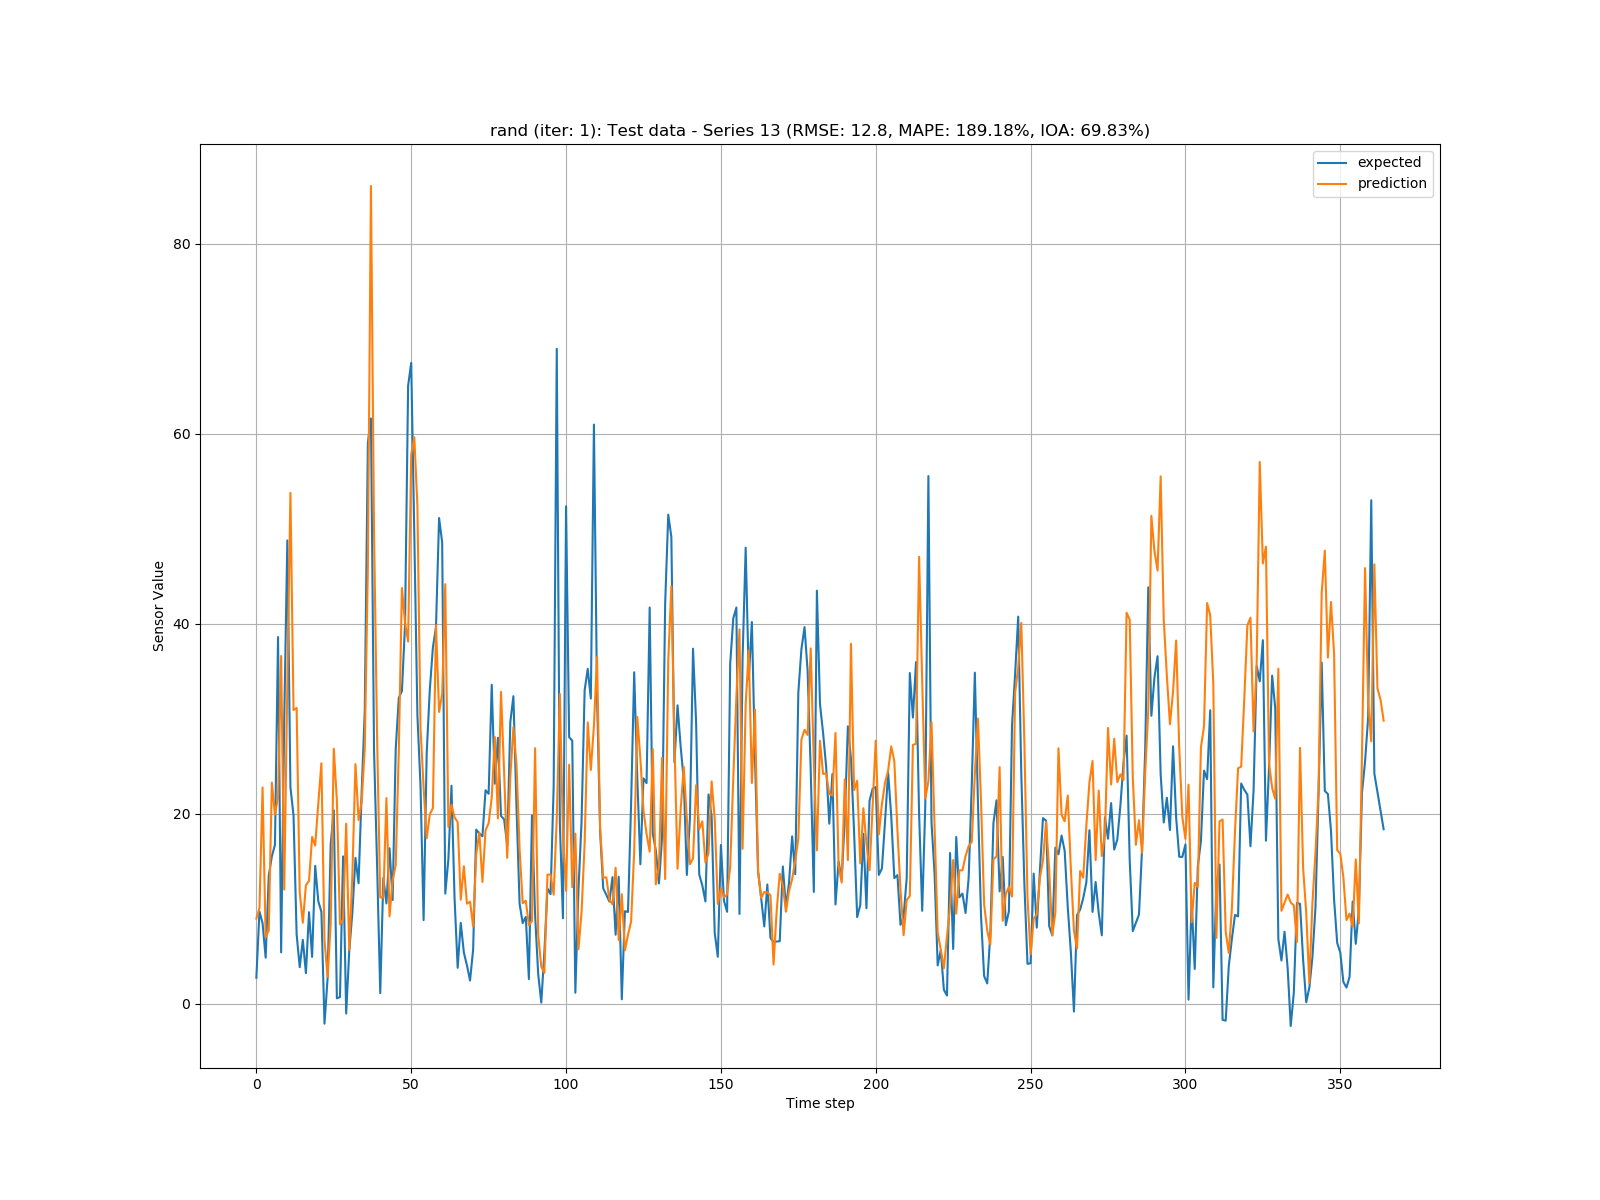 rand (iter: 1): Test data - Series 13 (RMSE: 12.8, MAPE: 189.18%, IOA: 69.83%)
expected
prediction
80
60
40
20
0
Sensor Value
0 50 100 150 200 250 300 350
Time step